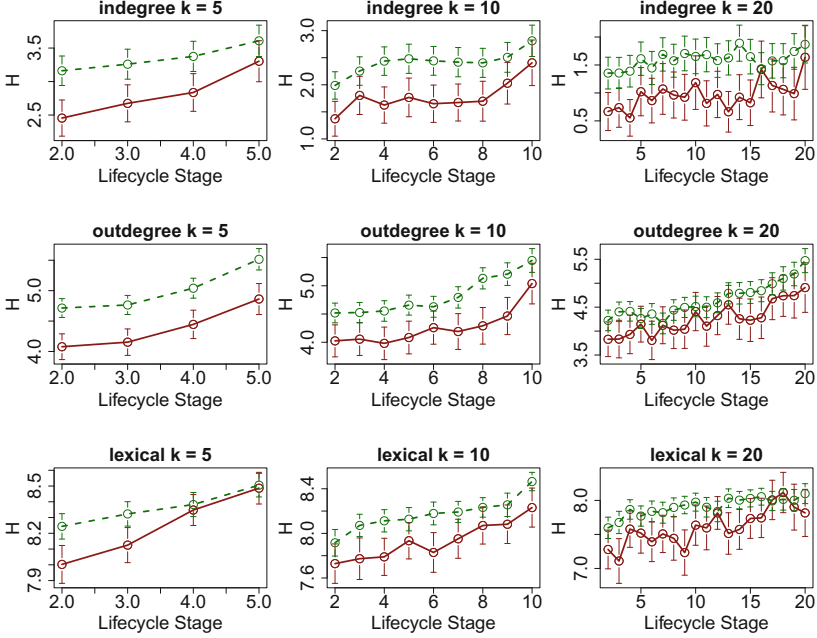 indegree k = 5
H
2.5 3.5
2.0 3.0 4.0 5.0
Lifecycle Stage
indegree k = 10
H
1.0 2.0 3.0
2 4 6 8 10
Lifecycle Stage
indegree k = 20
H
0.5 1.5
5 10 15 20
Lifecycle Stage
outdegree k = 5
H
4.0 5.0
2.0 3.0 4.0 5.0
Lifecycle Stage
outdegree k = 10
H
4.0 5.0
2 4 6 8 10
Lifecycle Stage
outdegree k = 20
H
3.5 4.5 5.5
5 10 15 20
Lifecycle Stage
lexical k = 5
H
7.9 8.2 8.5
2.0 3.0 4.0 5.0
Lifecycle Stage
lexical k = 10
H
7.6 8.0 8.4
2 4 6 8 10
Lifecycle Stage
lexical k = 20
H
7.0 8.0
5 10 15 20
Lifecycle Stage